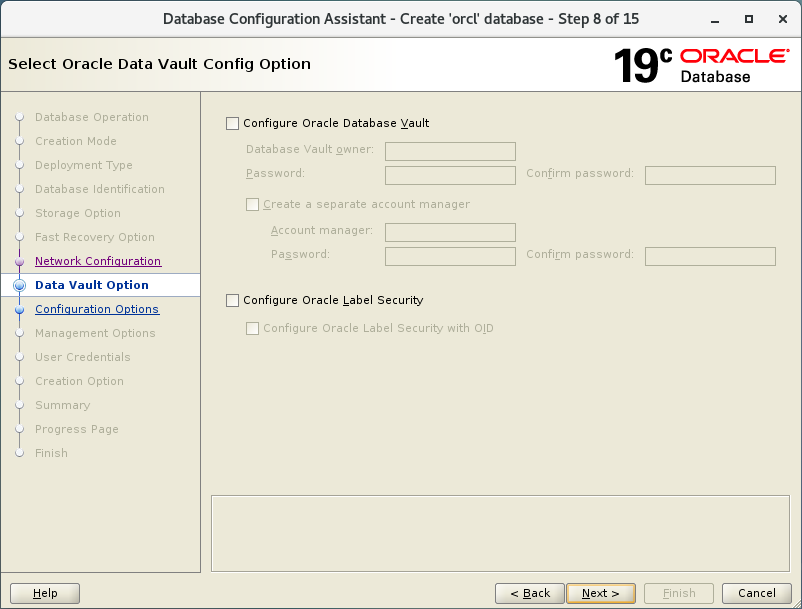 Database Configuration Assistant - Create 'orcl' database - Step 8 of 15
Select Oracle Data Vault Config Option
19c ORACLE
Database
Database Operation
Creation Mode
Deployment Type
Database Identification
Storage Option
Fast Recovery Option
Network Configuration
Data Vault Option
Configuration Options
Management Options
User Credentials
Creation Option
Summary
Progress Page
Finish
Configure Oracle Database Vault
Database Vault owner:
Password: Confirm password:
Create a separate account manager
Account manager:
Password: Confirm password:
Configure Oracle Label Security
Configure Oracle Label Security with OID
Help < Back Next > Finish Cancel